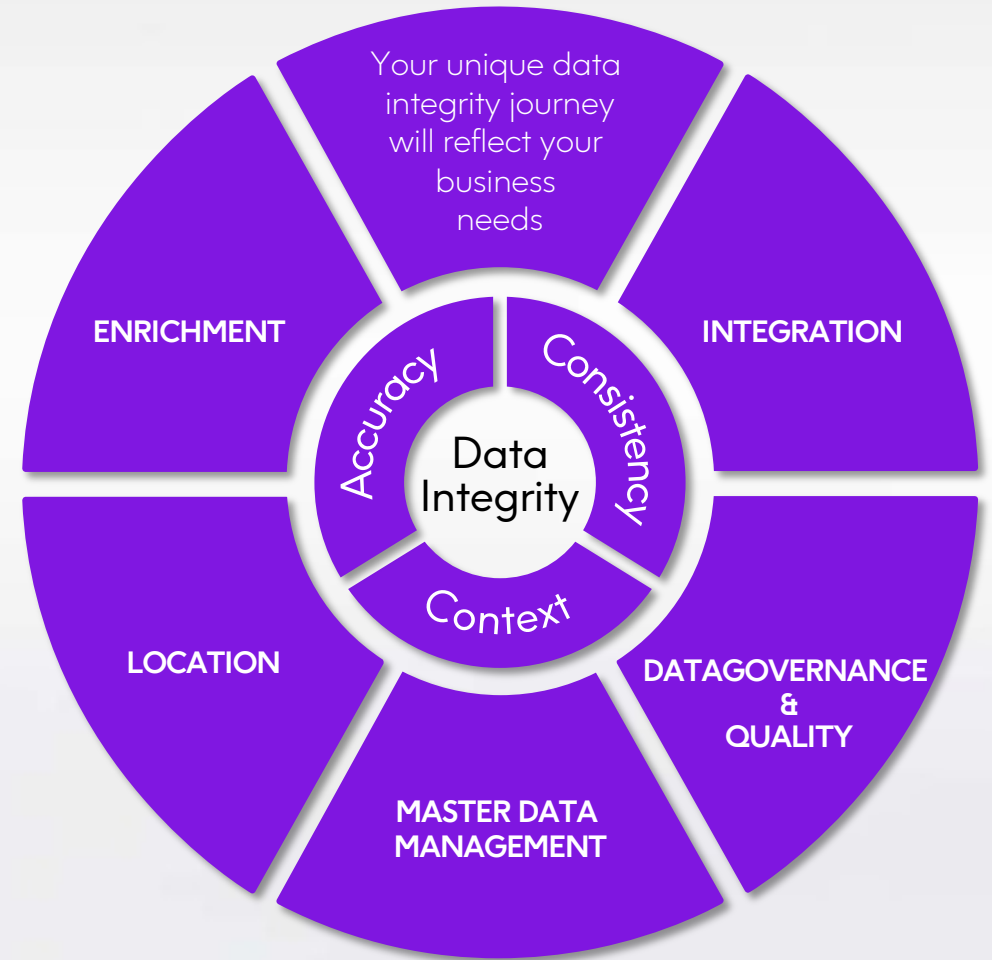 Your unique data
integrity journey
will reflect your
business
needs
ENRICHMENT
INTEGRATION
Accuracy
Consistency
Data
Integrity
Context
LOCATION
DATAGOVERNANCE
&
QUALITY
MASTER DATA
MANAGEMENT